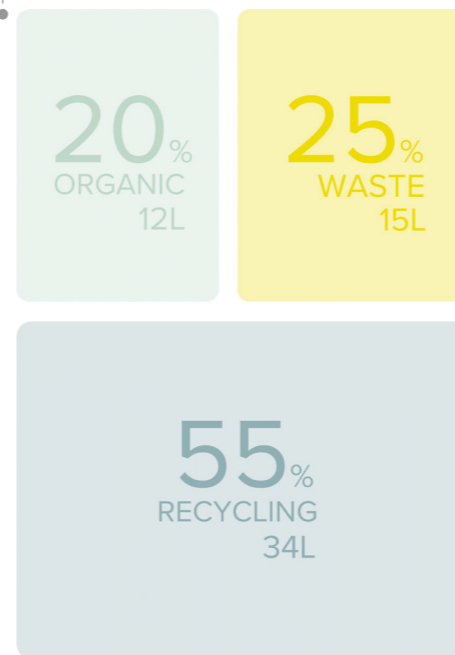 20%
ORGANIC
12L
25%
WASTE
15L
55%
RECYCLING
34L